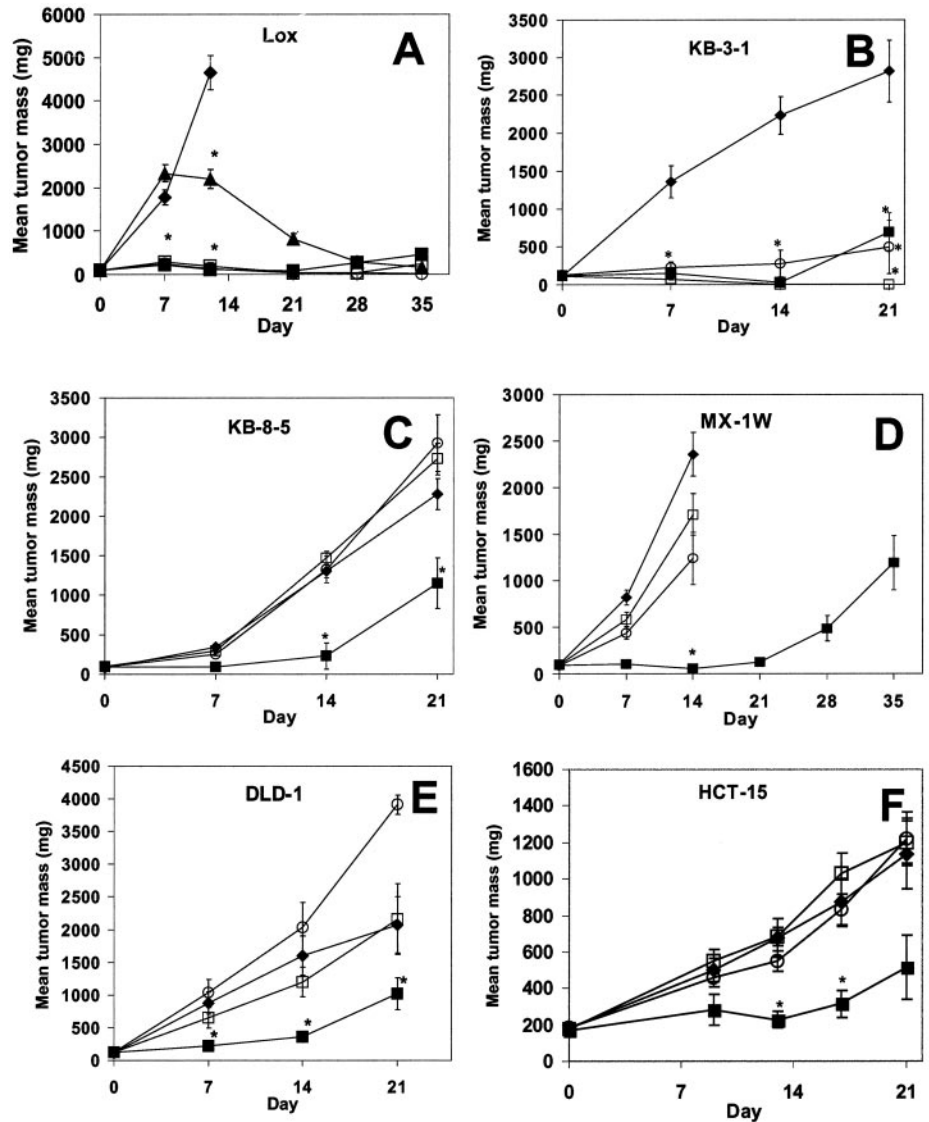 Lox
A
Mean tumor mass (mg)
6000
5000
4000
3000
2000
1000
0
*
*
*
0 7 14 21 28 35
Day
KB-3-1
B
Mean tumor mass (mg)
3500
3000
2500
2000
1500
1000
500
0
*
*
*
*
*
0 7 14 21
Day
KB-8-5
C
Mean tumor mass (mg)
3500
3000
2500
2000
1500
1000
500
0
*
*
0 7 14 21
Day
MX-1W
D
Mean tumor mass (mg)
3000
2500
2000
1500
1000
500
0
*
0 7 14 21 28 35
Day
DLD-1
E
Mean tumor mass (mg)
4500
4000
3500
3000
2500
2000
1500
1000
500
0
*
*
*
0 7 14 21
Day
HCT-15
F
Mean tumor mass (mg)
1600
1400
1200
1000
800
600
400
200
0
*
*
0 7 14 21
Day